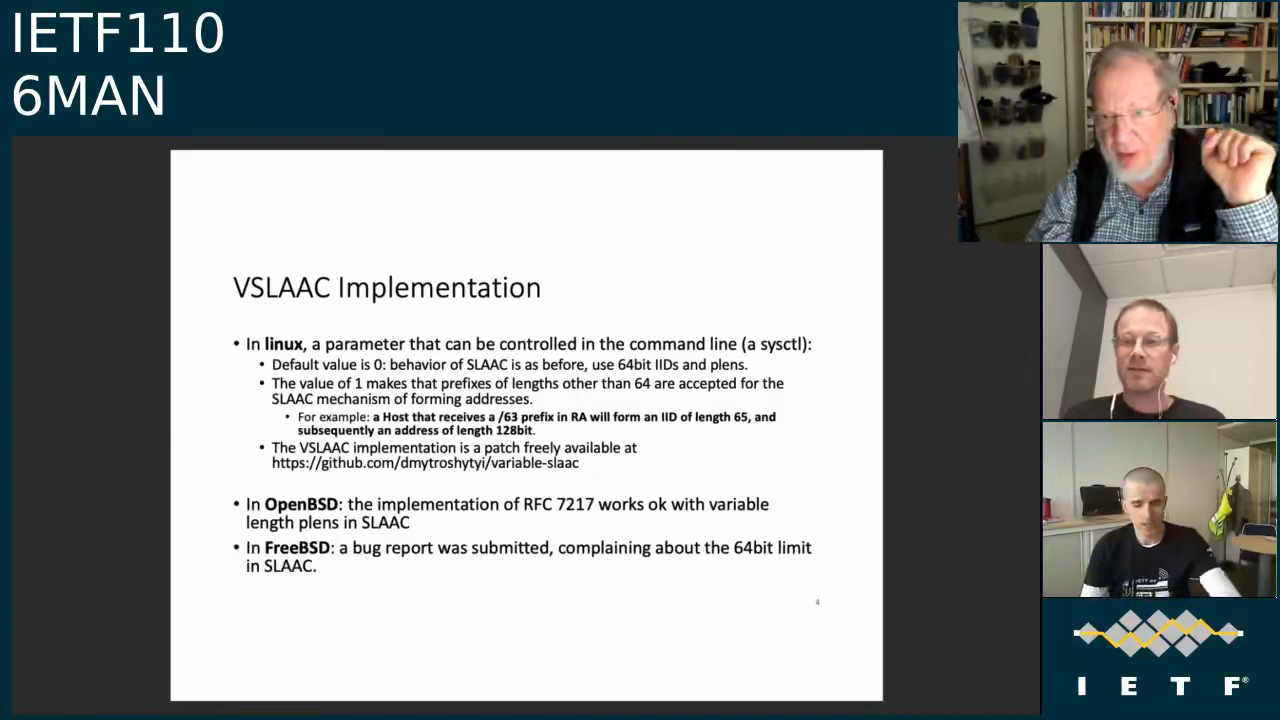 IETF110
6MAN
VSLAAC Implementation
• In linux, a parameter that can be controlled in the command line (a sysctl):
• Default value is 0: behavior of SLAAC is as before, use 64bit IIDs and plens.
• The value of 1 makes that prefixes of lengths other than 64 are accepted for the
SLAAC mechanism of forming addresses.
• For example: a Host that receives a /63 prefix in RA will form an IID of length 65, and
subsequently an address of length 128bit.
• The VSLAAC implementation is a patch freely available at
https://github.com/dmytroshytyi/variable-slaac
• In OpenBSD: the implementation of RFC 7217 works ok with variable
length plens in SLAAC
• In FreeBSD: a bug report was submitted, complaining about the 64bit limit
in SLAAC.
4
I E T F®